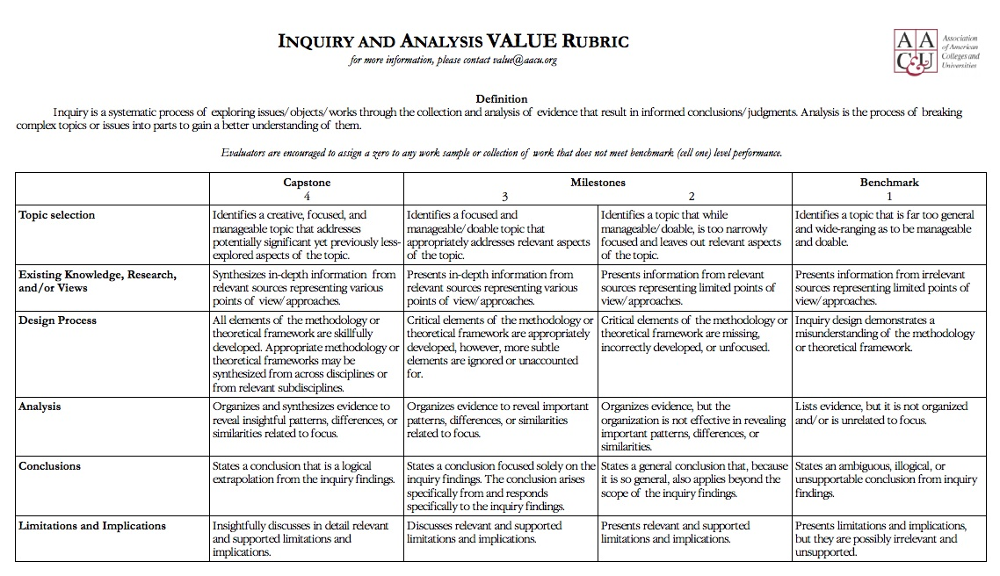 INQUIRY AND ANALYSIS VALUE RUBRIC
for more information, please contact value@aacu.org
AA
C&U
Association
of American
Colleges and
Universities
Definition
Inquiry is a systematic process of exploring issues/objects/works through the collection and analysis of evidence that result in informed conclusions/judgments. Analysis is the process of breaking
complex topics or issues into parts to gain a better understanding of them.
Evaluators are encouraged to assign a zero to any work sample or collection of work that does not meet benchmark (cell one) level performance.
Capstone
4
Milestones
3 2
Benchmark
1
Topic selection
Identifies a creative, focused, and
manageable topic that addresses
potentially significant yet previously less-
explored aspects of the topic.
Identifies a focused and
manageable/doable topic that
appropriately addresses relevant aspects
of the topic.
Identifies a topic that while
manageable/doable, is too narrowly
focused and leaves out relevant aspects
of the topic.
Identifies a topic that is far too general
and wide-ranging as to be manageable
and doable.
Existing Knowledge, Research,
and/or Views
Synthesizes in-depth information from
relevant sources representing various
points of view/approaches.
Presents in-depth information from
relevant sources representing various
points of view/approaches.
Presents information from relevant
sources representing limited points of
view/approaches.
Presents information from irrelevant
sources representing limited points of
view/approaches.
Design Process
All elements of the methodology or
theoretical framework are skillfully
developed. Appropriate methodology or
theoretical frameworks may be
synthesized from across disciplines or
from relevant subdisciplines.
Critical elements of the methodology or
theoretical framework are appropriately
developed, however, more subtle
elements are ignored or unaccounted
for.
Critical elements of the methodology or
theoretical framework are missing,
incorrectly developed, or unfocused.
Inquiry design demonstrates a
misunderstanding of the methodology
or theoretical framework.
Analysis
Organizes and synthesizes evidence to
reveal insightful patterns, differences, or
similarities related to focus.
Organizes evidence to reveal important
patterns, differences, or similarities
related to focus.
Organizes evidence, but the
organization is not effective in revealing
important patterns, differences, or
similarities.
Lists evidence, but it is not organized
and/or is unrelated to focus.
Conclusions
States a conclusion that is a logical
extrapolation from the inquiry findings.
States a conclusion focused solely on the
inquiry findings. The conclusion arises
specifically from and responds
specifically to the inquiry findings.
States a general conclusion that, because
it is so general, also applies beyond the
scope of the inquiry findings.
States an ambiguous, illogical, or
unsupportable conclusion from inquiry
findings.
Limitations and Implications
Insightfully discusses in detail relevant
and supported limitations and
implications.
Discusses relevant and supported
limitations and implications.
Presents relevant and supported
limitations and implications.
Presents limitations and implications,
but they are possibly irrelevant and
unsupported.